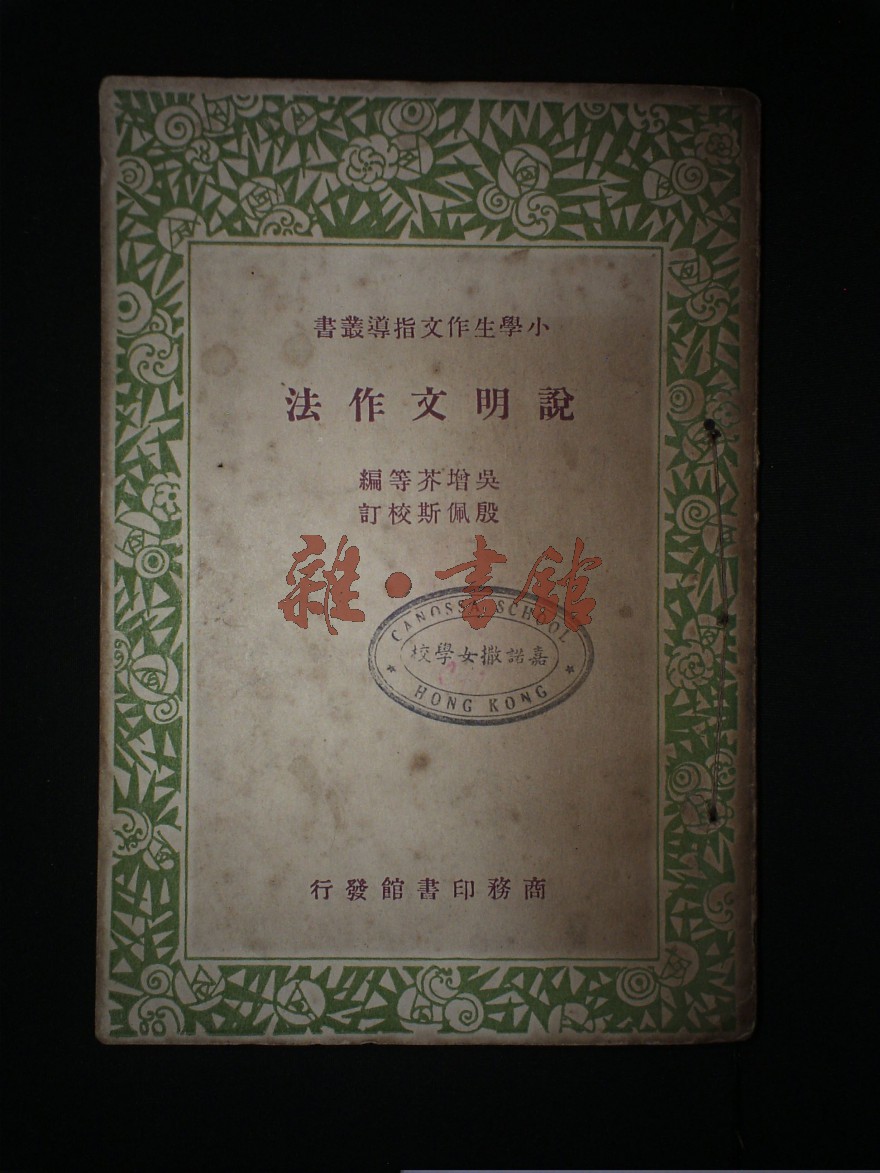 小學生作文指導叢書
說明文作法
吳增芥等編
殷佩斯校訂
雜·書館
CANOSSA SCHOOL
嘉諾撒女學校
HONG KONG
商務印書館發行